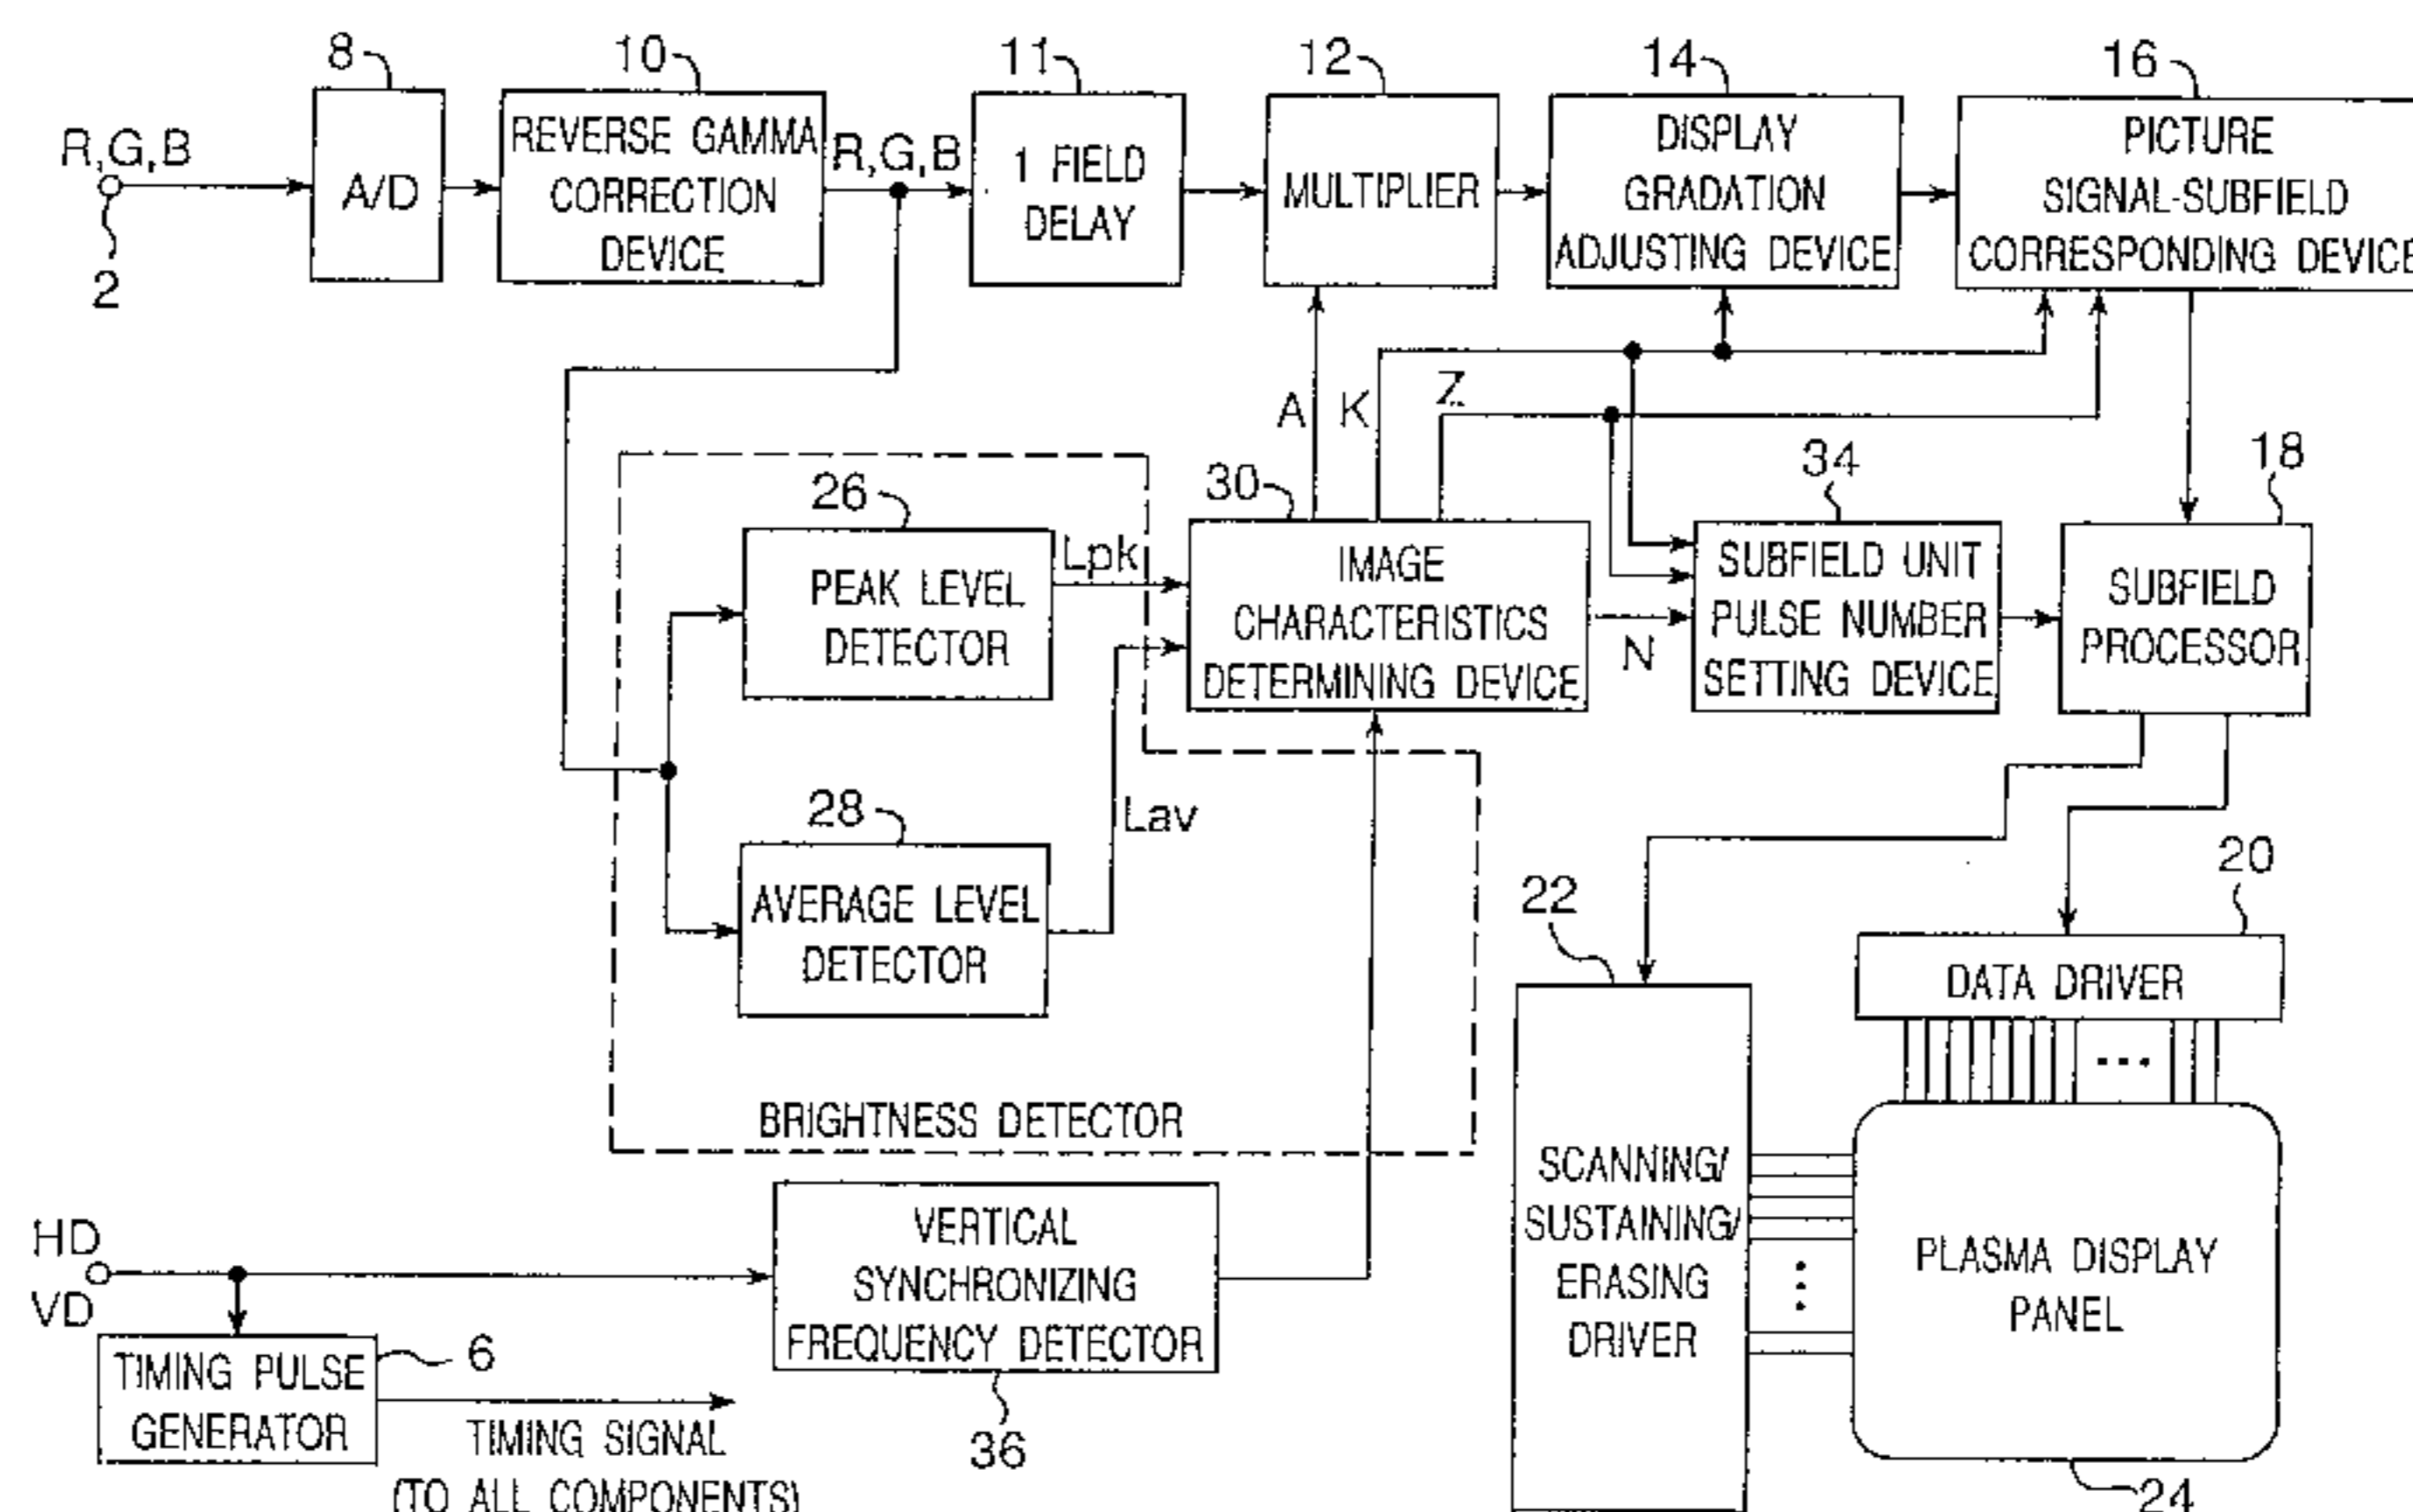 8
10
11
12
14
16
R,G,B
2
A/D
REVERSE GAMMA
CORRECTION
DEVICE
R,G,B
1 FIELD
DELAY
MULTIPLIER
DISPLAY
GRADATION
ADJUSTING DEVICE
PICTURE
SIGNAL-SUBFIELD
CORRESPONDING DEVICE
A
K
Z
26
30
34
18
PEAK LEVEL
DETECTOR
Lpk
IMAGE
CHARACTERISTICS
DETERMINING DEVICE
N
SUBFIELD UNIT
PULSE NUMBER
SETTING DEVICE
SUBFIELD
PROCESSOR
28
Lav
AVERAGE LEVEL
DETECTOR
22
20
DATA DRIVER
...
BRIGHTNESS DETECTOR
SCANNING/
SUSTAINING/
ERASING
DRIVER
PLASMA DISPLAY
PANEL
24
HD
VD
VERTICAL
SYNCHRONIZING
FREQUENCY DETECTOR
36
TIMING PULSE
GENERATOR
6
TIMING SIGNAL
(TO ALL COMPONENTS)